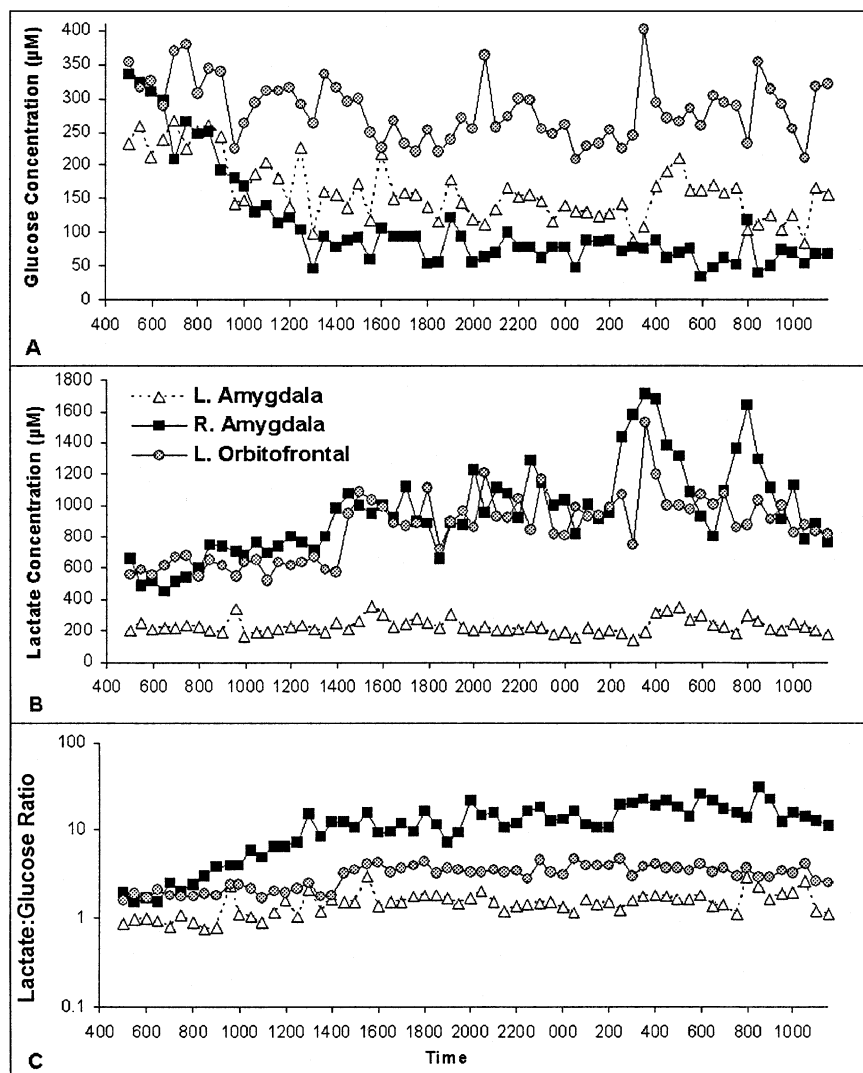 Glucose Concentration (µM)
400
350
300
250
200
150
100
50
0
400 600 800 1000 1200 1400 1600 1800 2000 2200 000 200 400 600 800 1000
A
Lactate Concentration (µM)
1800
1600
1400
1200
1000
800
600
400
200
0
L. Amygdala
R. Amygdala
L. Orbitofrontal
400 600 800 1000 1200 1400 1600 1800 2000 2200 000 200 400 600 800 1000
B
Lactate:Glucose Ratio
100
10
1
0.1
400 600 800 1000 1200 1400 1600 1800 2000 2200 000 200 400 600 800 1000
Time
C